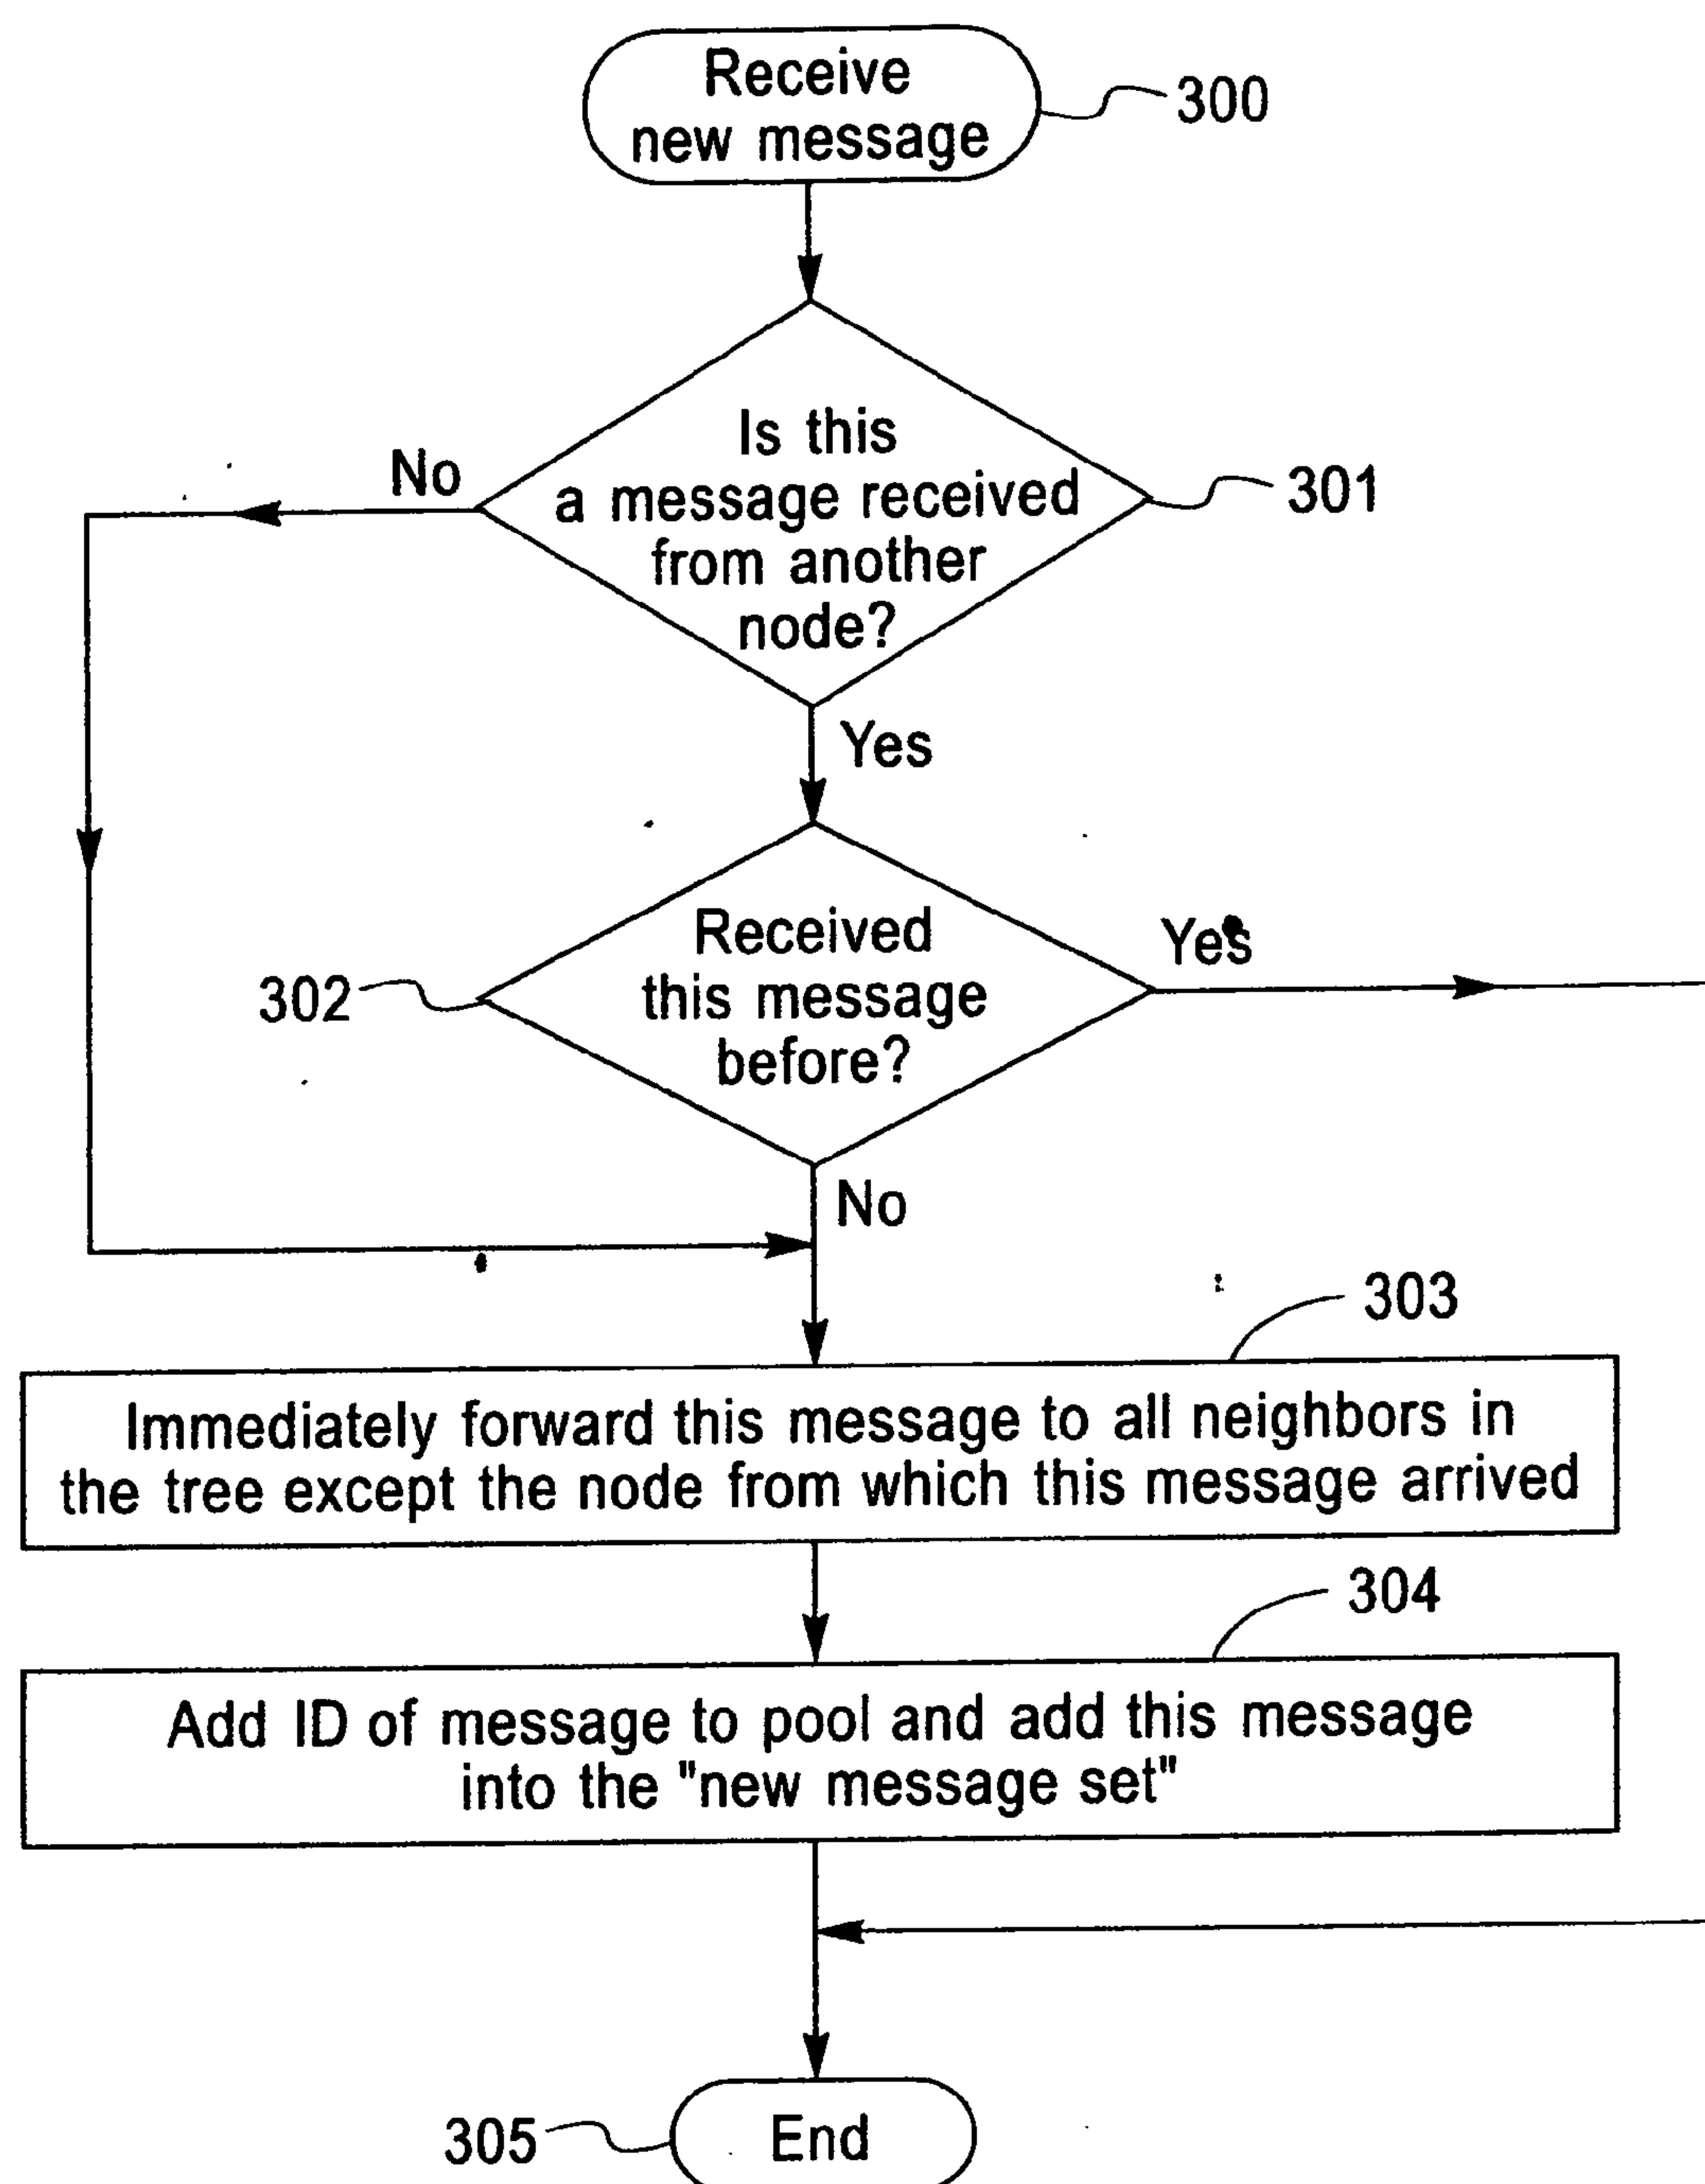 Receive
new message
300
Is this
a message received
from another
node?
301
No
Yes
Received
this message
before?
302
Yes
No
303
Immediately forward this message to all neighbors in
the tree except the node from which this message arrived
304
Add ID of message to pool and add this message
into the "new message set"
305
End